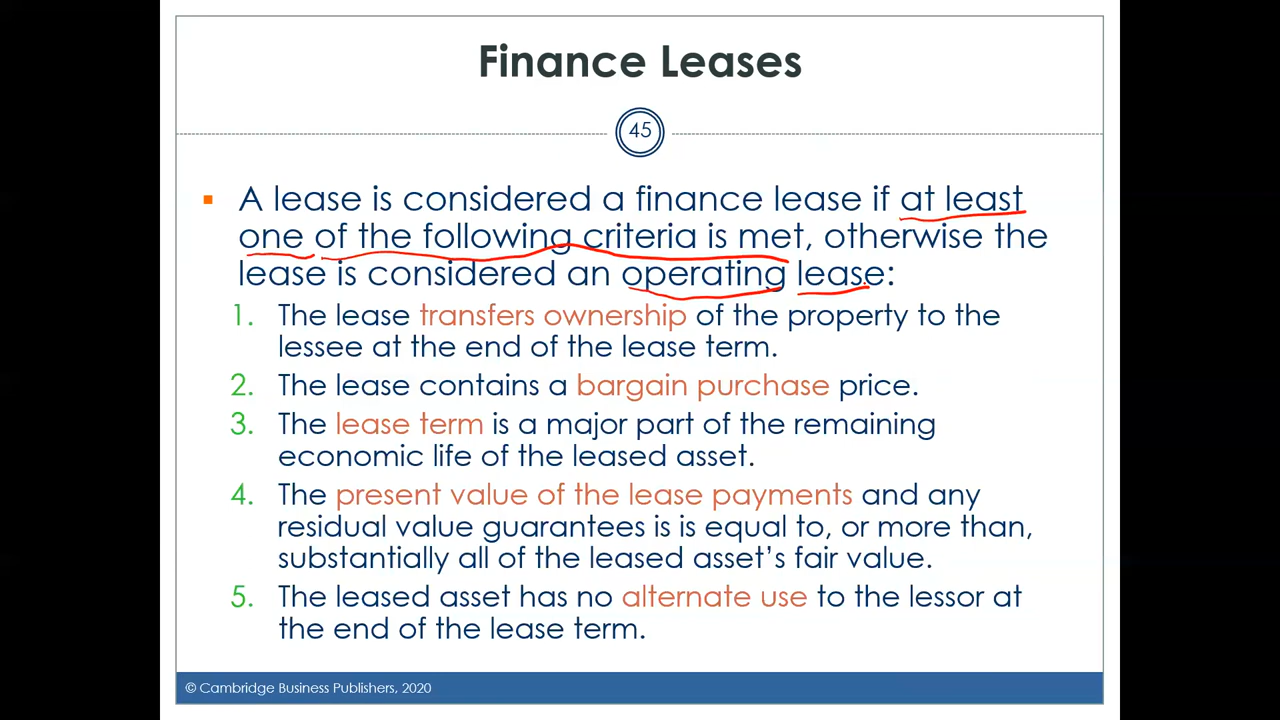 Finance Leases
45
▪ A lease is considered a finance lease if at least
one of the following criteria is met, otherwise the
lease is considered an operating lease:
1. The lease transfers ownership of the property to the
lessee at the end of the lease term.
2. The lease contains a bargain purchase price.
3. The lease term is a major part of the remaining
economic life of the leased asset.
4. The present value of the lease payments and any
residual value guarantees is is equal to, or more than,
substantially all of the leased asset’s fair value.
5. The leased asset has no alternate use to the lessor at
the end of the lease term.
© Cambridge Business Publishers, 2020